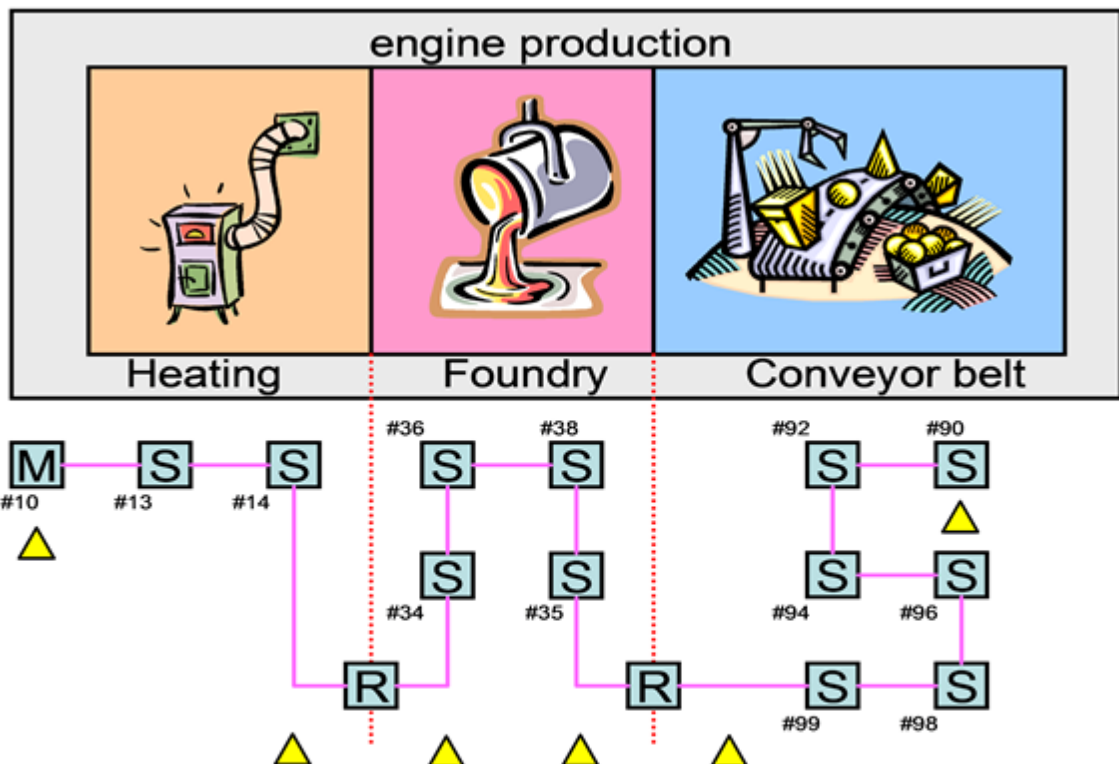 engine production
Heating Foundry Conveyor belt
#36 #38 #92 #90
M S S S S S S
#10 #13 #14
S S S S
#34 #35 #94 #96
R R S S
#99 #98